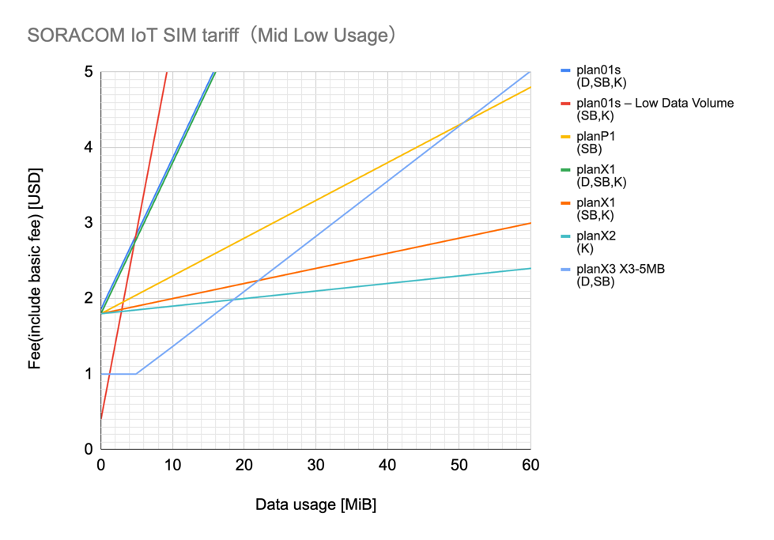 SORACOM IoT SIM tariff（Mid Low Usage）
Fee(include basic fee) [USD]
5
4
3
2
1
0
0 10 20 30 40 50 60
Data usage [MiB]
plan01s
(D,SB,K)
plan01s – Low Data Volume
(SB,K)
planP1
(SB)
planX1
(D,SB,K)
planX1
(SB,K)
planX2
(K)
planX3 X3-5MB
(D,SB)